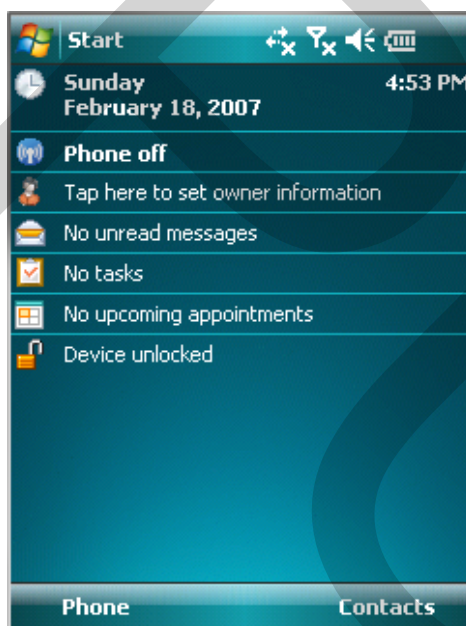 Start
Sunday 4:53 PM
February 18, 2007
Phone off
Tap here to set owner information
No unread messages
No tasks
No upcoming appointments
Device unlocked
Phone Contacts